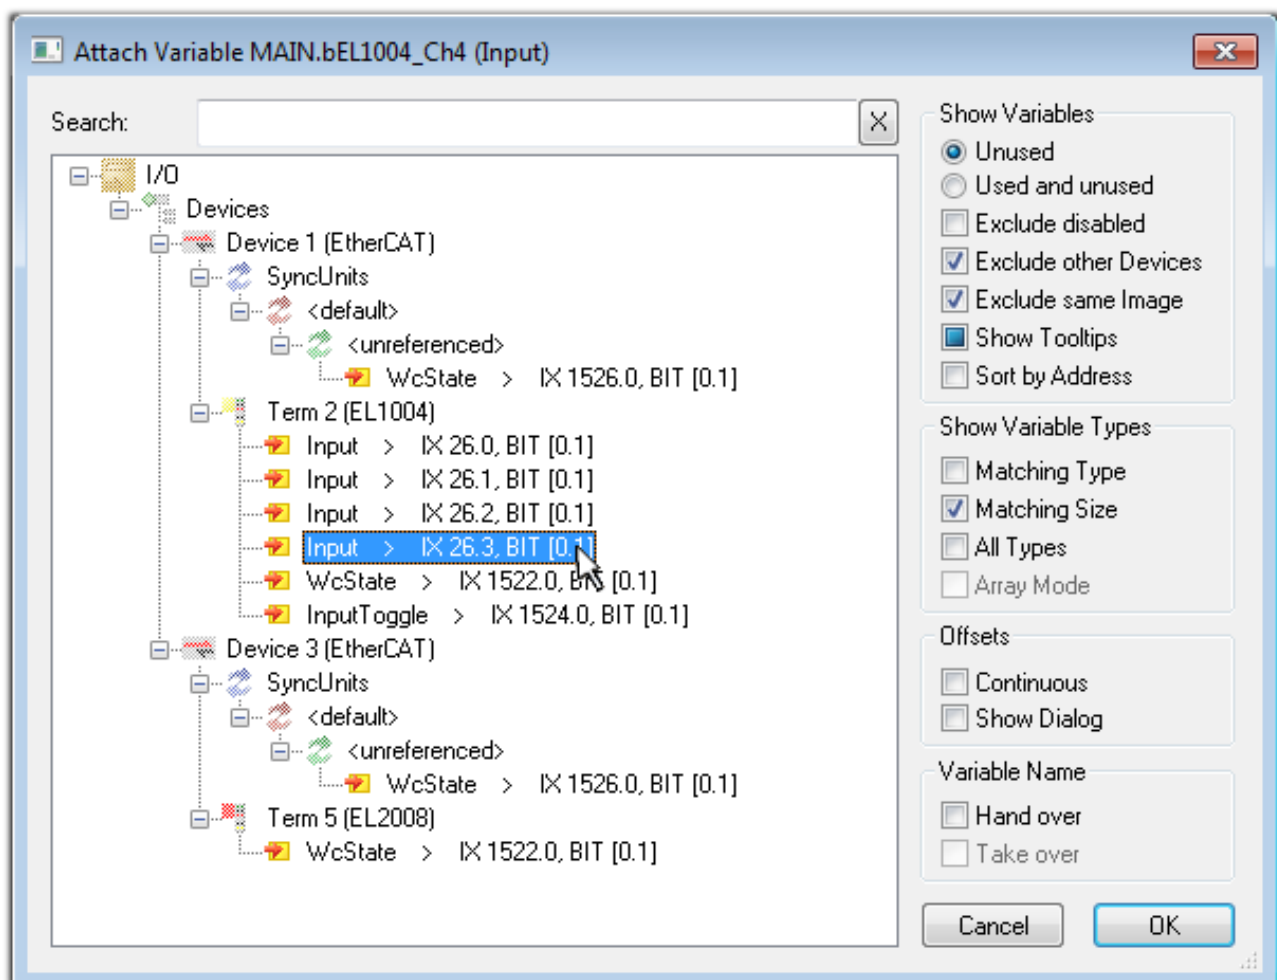 Attach Variable MAIN.bEL1004_Ch4 (Input)
Search:
X
I/O
Devices
Device 1 (EtherCAT)
SyncUnits
<default>
<unreferenced>
WcState > IX 1526.0, BIT [0.1]
Term 2 (EL1004)
Input > IX 26.0, BIT [0.1]
Input > IX 26.1, BIT [0.1]
Input > IX 26.2, BIT [0.1]
Input > IX 26.3, BIT [0.1]
WcState > IX 1522.0, BIT [0.1]
InputToggle > IX 1524.0, BIT [0.1]
Device 3 (EtherCAT)
SyncUnits
<default>
<unreferenced>
WcState > IX 1526.0, BIT [0.1]
Term 5 (EL2008)
WcState > IX 1522.0, BIT [0.1]
Show Variables
Unused
Used and unused
Exclude disabled
Exclude other Devices
Exclude same Image
Show Tooltips
Sort by Address
Show Variable Types
Matching Type
Matching Size
All Types
Array Mode
Offsets
Continuous
Show Dialog
Variable Name
Hand over
Take over
Cancel
OK